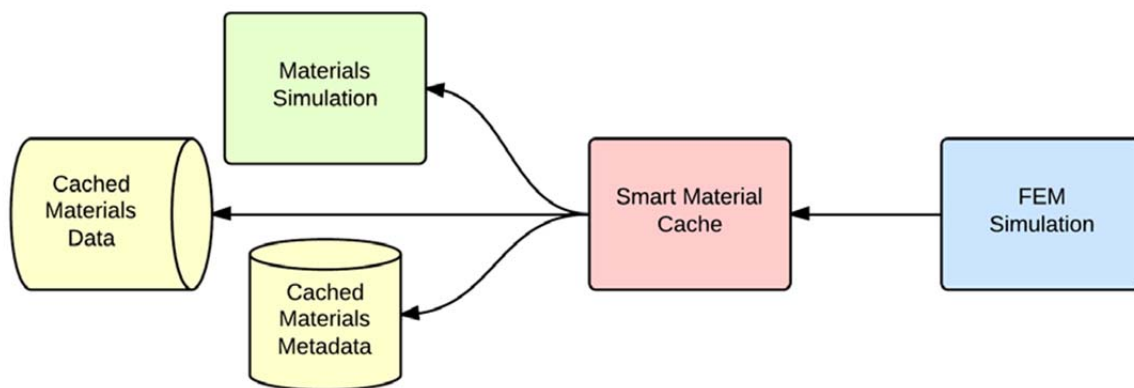 Materials
Simulation
Cached
Materials
Data
Cached
Materials
Metadata
Smart Material
Cache
FEM
Simulation